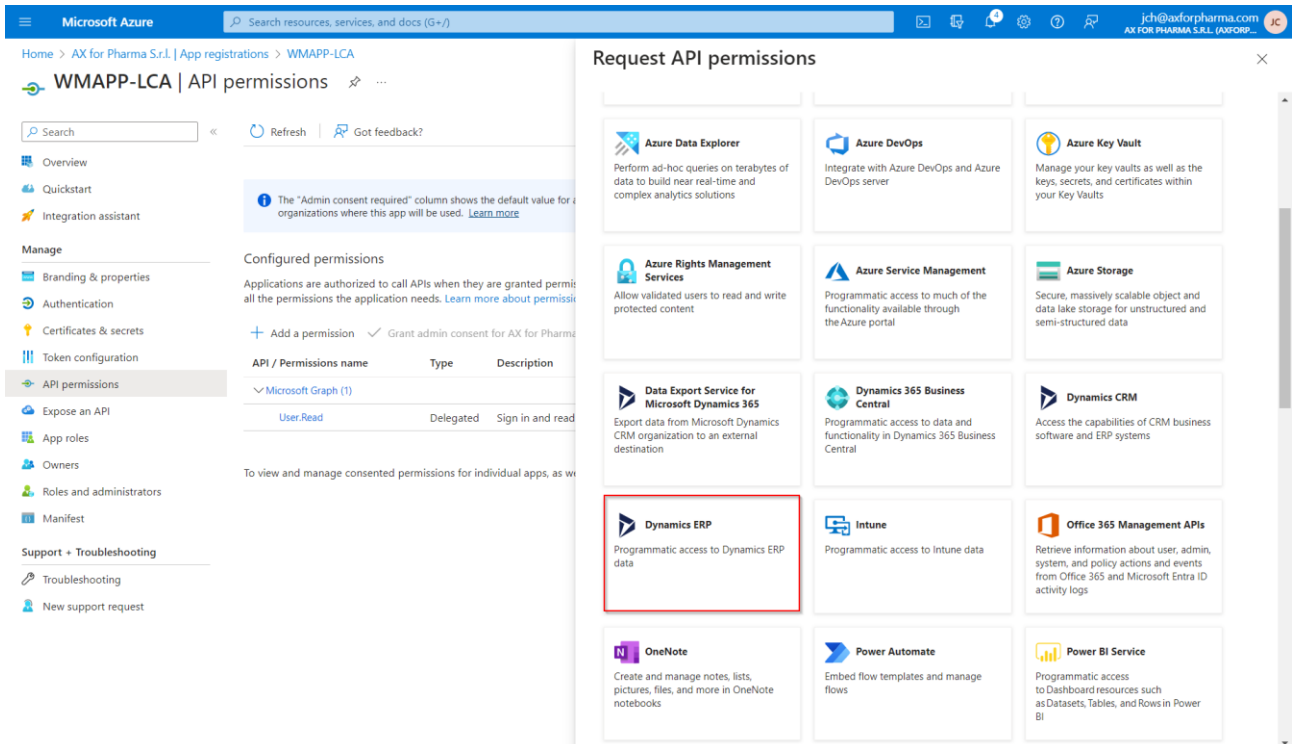 Microsoft Azure
Search resources, services, and docs (G+/)
4
jch@axforpharma.com
AX FOR PHARMA S.R.L. (AXFORP...
JC
Home > AX for Pharma S.r.l. | App registrations > WMAPP-LCA
WMAPP-LCA | API permissions
...
Search
«
Overview
Quickstart
Integration assistant
Manage
Branding & properties
Authentication
Certificates & secrets
Token configuration
API permissions
Expose an API
App roles
Owners
Roles and administrators
Manifest
Support + Troubleshooting
Troubleshooting
New support request
Refresh
Got feedback?
The "Admin consent required" column shows the default value for a
organizations where this app will be used. Learn more
Configured permissions
Applications are authorized to call APIs when they are granted permis
all the permissions the application needs. Learn more about permissio
Add a permission
Grant admin consent for AX for Pharma
API / Permissions name Type Description
Microsoft Graph (1)
User.Read Delegated Sign in and read
To view and manage consented permissions for individual apps, as we
Request API permissions
Azure Data Explorer
Perform ad-hoc queries on terabytes of
data to build near real-time and
complex analytics solutions
Azure DevOps
Integrate with Azure DevOps and Azure
DevOps server
Azure Key Vault
Manage your key vaults as well as the
keys, secrets, and certificates within
your Key Vaults
Azure Rights Management
Services
Allow validated users to read and write
protected content
Azure Service Management
Programmatic access to much of the
functionality available through
the Azure portal
Azure Storage
Secure, massively scalable object and
data lake storage for unstructured and
semi-structured data
Data Export Service for
Microsoft Dynamics 365
Export data from Microsoft Dynamics
CRM organization to an external
destination
Dynamics 365 Business
Central
Programmatic access to data and
functionality in Dynamics 365 Business
Central
Dynamics CRM
Access the capabilities of CRM business
software and ERP systems
Dynamics ERP
Programmatic access to Dynamics ERP
data
Intune
Programmatic access to Intune data
Office 365 Management APIs
Retrieve information about user, admin,
system, and policy actions and events
from Office 365 and Microsoft Entra ID
activity logs
OneNote
Create and manage notes, lists,
pictures, files, and more in OneNote
notebooks
Power Automate
Embed flow templates and manage
flows
Power BI Service
Programmatic access
to Dashboard resources such
as Datasets, Tables, and Rows in Power
BI